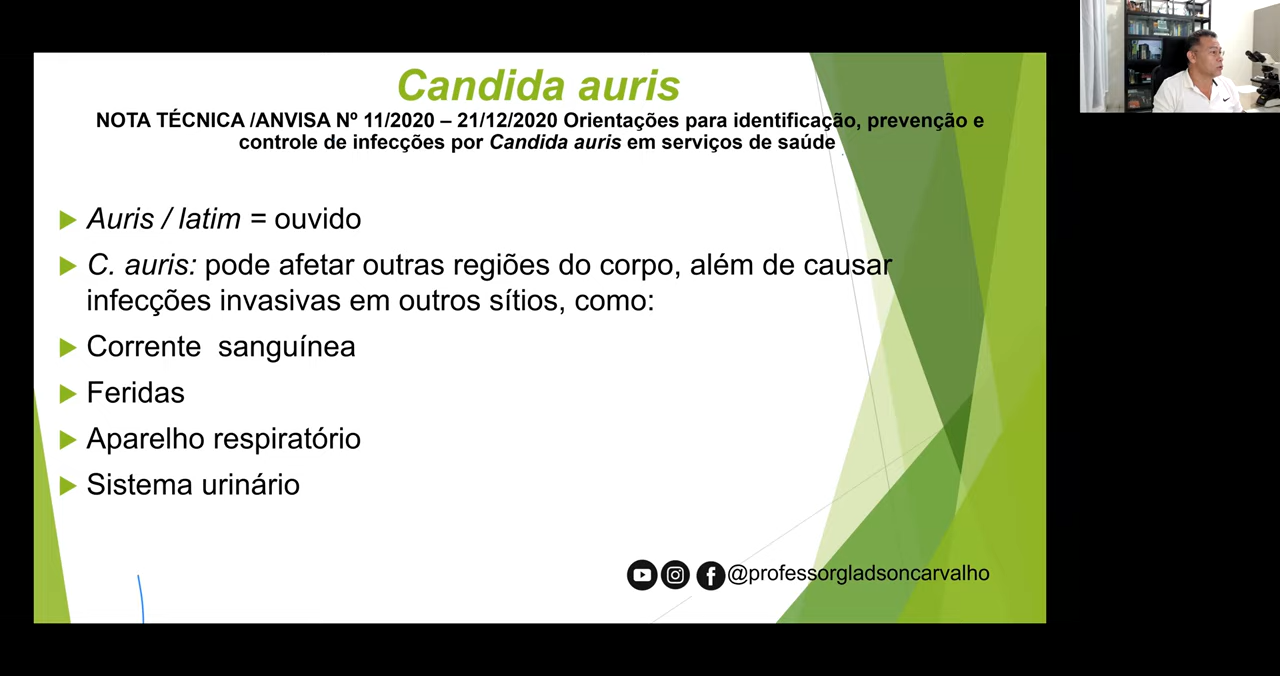 Candida auris
NOTA TÉCNICA /ANVISA Nº 11/2020 – 21/12/2020 Orientações para identificação, prevenção e
controle de infecções por Candida auris em serviços de saúde
Auris / latim = ouvido
C. auris: pode afetar outras regiões do corpo, além de causar
infecções invasivas em outros sítios, como:
Corrente sanguínea
Feridas
Aparelho respiratório
Sistema urinário
@professorgladsoncarvalho